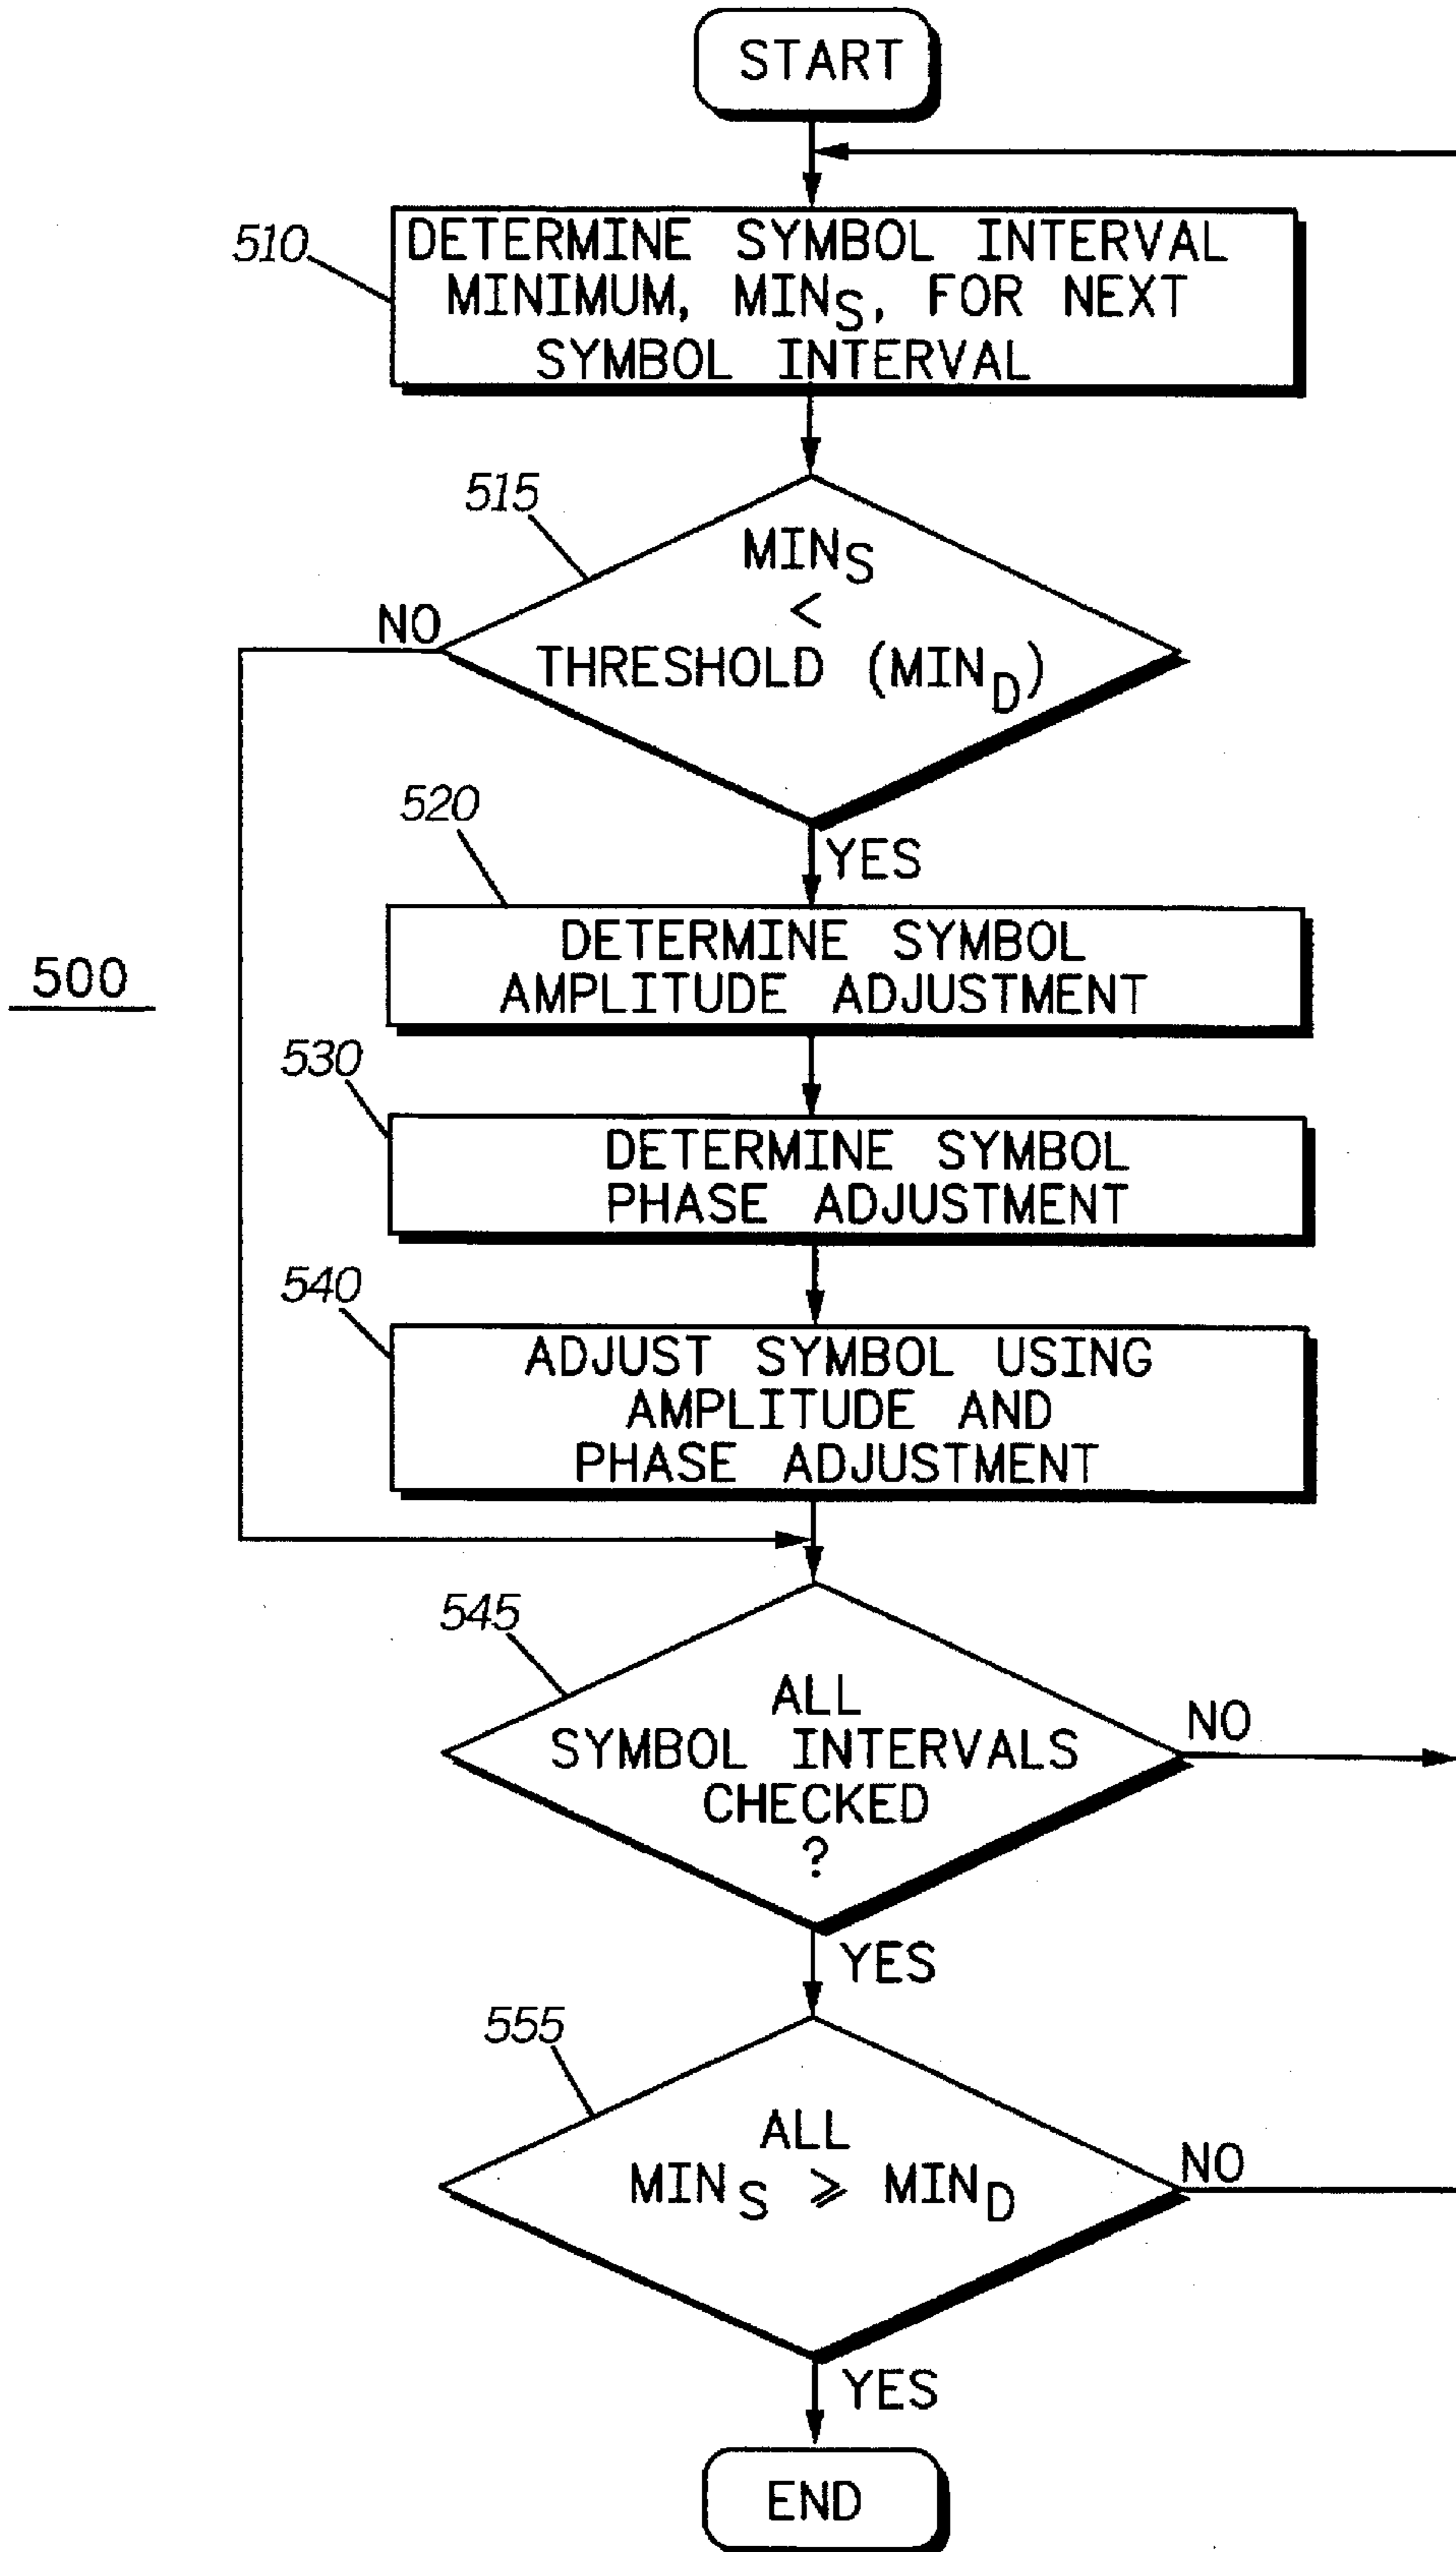 START
510
DETERMINE SYMBOL INTERVAL
MINIMUM, MINS, FOR NEXT
SYMBOL INTERVAL
515
MINS
<
THRESHOLD (MIND)
NO
YES
520
DETERMINE SYMBOL
AMPLITUDE ADJUSTMENT
500
530
DETERMINE SYMBOL
PHASE ADJUSTMENT
540
ADJUST SYMBOL USING
AMPLITUDE AND
PHASE ADJUSTMENT
545
ALL
SYMBOL INTERVALS
CHECKED
?
NO
YES
555
ALL
MINS ⩾ MIND
NO
YES
END